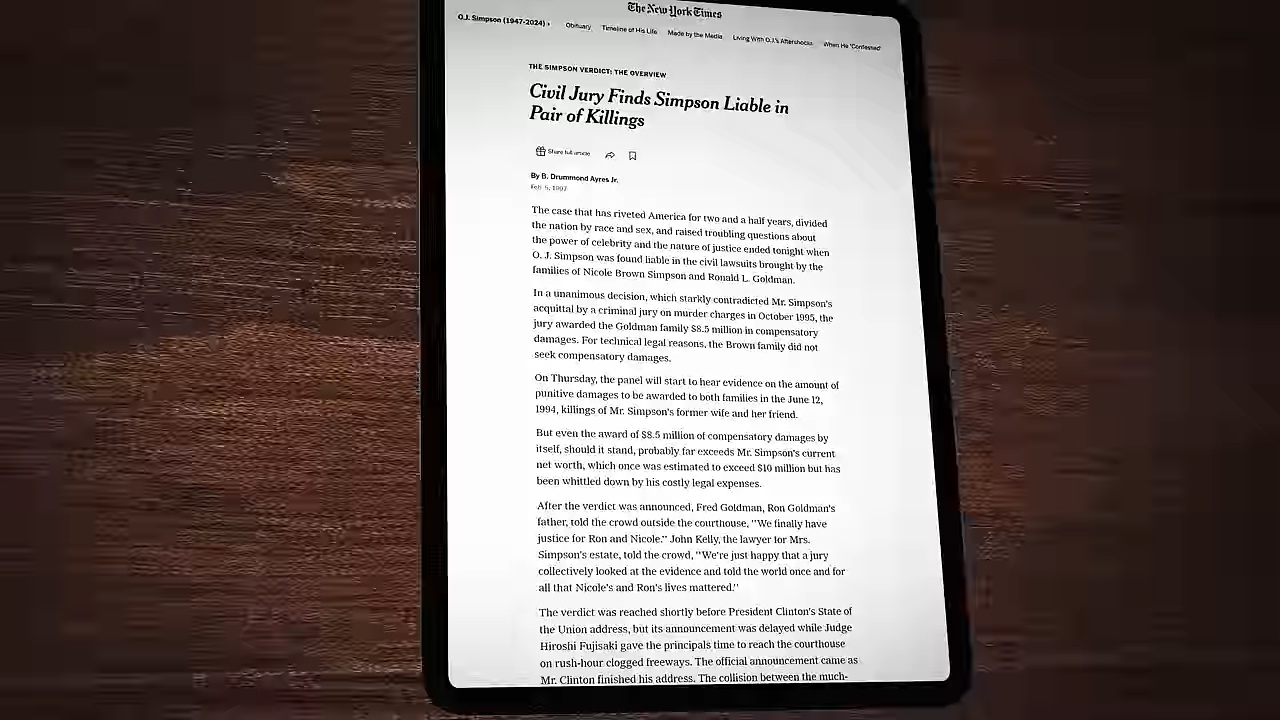 The New York Times
O.J. Simpson (1947-2024) ›
Obituary
Timeline of His Life
Made by the Media
Living With O.J.'s Aftershocks
When He 'Confessed'
THE SIMPSON VERDICT: THE OVERVIEW
Civil Jury Finds Simpson Liable in
Pair of Killings
Share full article
By B. Drummond Ayres Jr.
Feb. 5, 1997
The case that has riveted America for two and a half years, divided
the nation by race and sex, and raised troubling questions about
the power of celebrity and the nature of justice ended tonight when
O. J. Simpson was found liable in the civil lawsuits brought by the
families of Nicole Brown Simpson and Ronald L. Goldman.
In a unanimous decision, which starkly contradicted Mr. Simpson's
acquittal by a criminal jury on murder charges in October 1995, the
jury awarded the Goldman family $8.5 million in compensatory
damages. For technical legal reasons, the Brown family did not
seek compensatory damages.
On Thursday, the panel will start to hear evidence on the amount of
punitive damages to be awarded to both families in the June 12,
1994, killings of Mr. Simpson's former wife and her friend.
But even the award of $8.5 million of compensatory damages by
itself, should it stand, probably far exceeds Mr. Simpson's current
net worth, which once was estimated to exceed $10 million but has
been whittled down by his costly legal expenses.
After the verdict was announced, Fred Goldman, Ron Goldman's
father, told the crowd outside the courthouse, ''We finally have
justice for Ron and Nicole.'' John Kelly, the lawyer for Mrs.
Simpson's estate, told the crowd, ''We're just happy that a jury
collectively looked at the evidence and told the world once and for
all that Nicole's and Ron's lives mattered.''
The verdict was reached shortly before President Clinton's State of
the Union address, but its announcement was delayed while Judge
Hiroshi Fujisaki gave the principals time to reach the courthouse
on rush-hour clogged freeways. The official announcement came as
Mr. Clinton finished his address. The collision between the much-